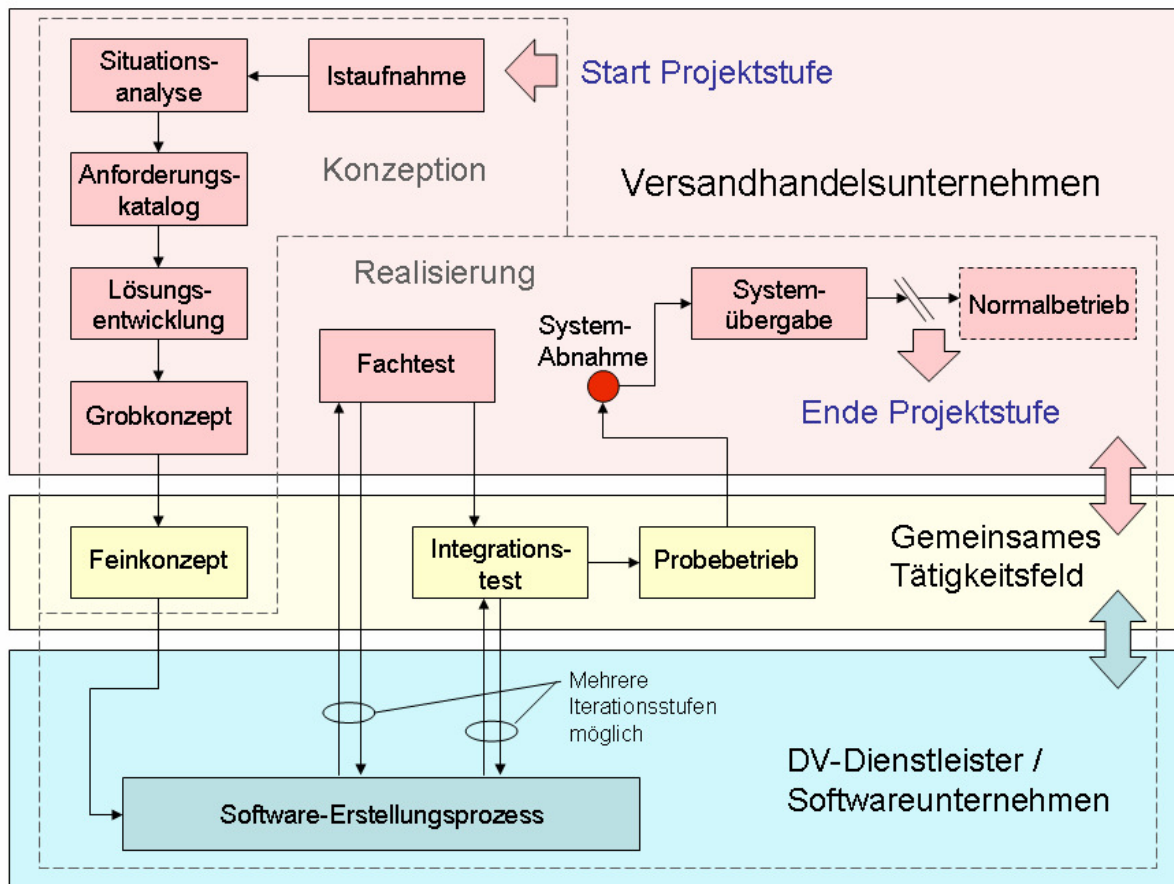 Situations-
analyse
Istaufnahme
Start Projektstufe
Konzeption
Versandhandelsunternehmen
Anforderungs-
katalog
Realisierung
Lösungs-
entwicklung
System-
übergabe
Normalbetrieb
System-
Abnahme
Fachtest
Grobkonzept
Ende Projektstufe
Feinkonzept
Integrations-
test
Probebetrieb
Gemeinsames
Tätigkeitsfeld
Mehrere
Iterationsstufen
möglich
DV-Dienstleister /
Softwareunternehmen
Software-Erstellungsprozess